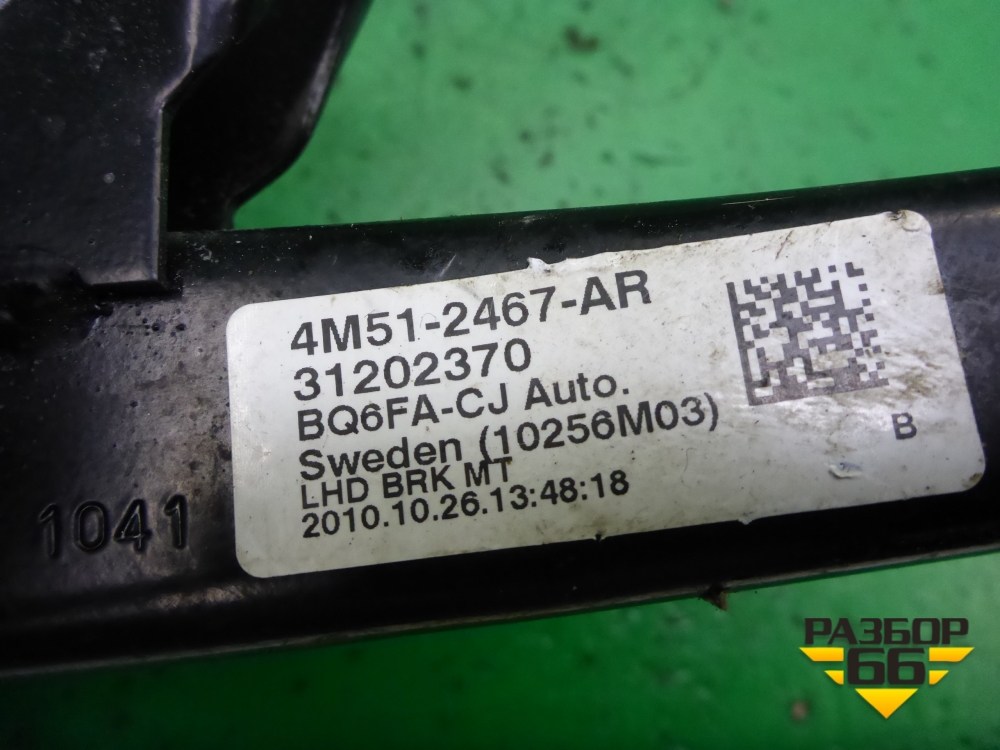 4M51-2467-AR
31202370
BQ6FA-CJ Auto.
Sweden (10256M03)
LHD BRK MT
2010.10.26.13:48:18
B
1041
РАЗБОР
66